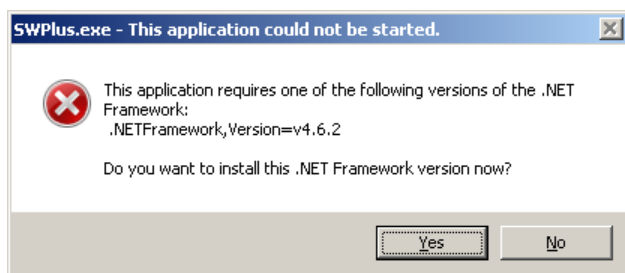 SWPlus.exe - This application could not be started.
This application requires one of the following versions of the .NET
Framework:
.NETFramework,Version=v4.6.2
Do you want to install this .NET Framework version now?
Yes
No